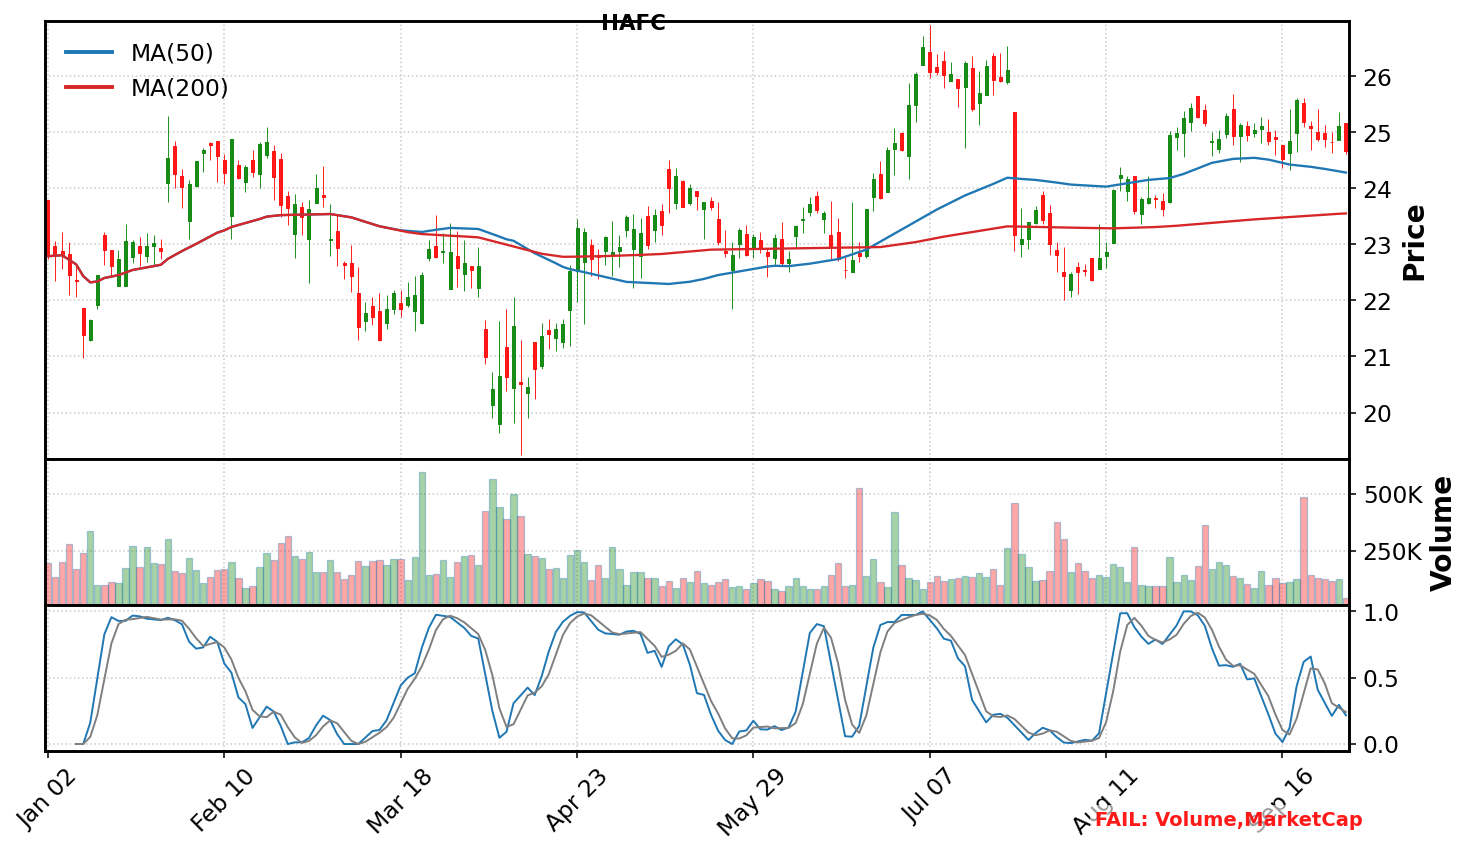 HAFC
MA(50)
MA(200)
26
25
24
23
22
21
20
Price
500K
250K
Volume
1.0
0.5
0.0
Jan 02
Feb 10
Mar 18
Apr 23
May 29
Jul 07
Aug 11
Sep 16
FAIL: Volume,MarketCap